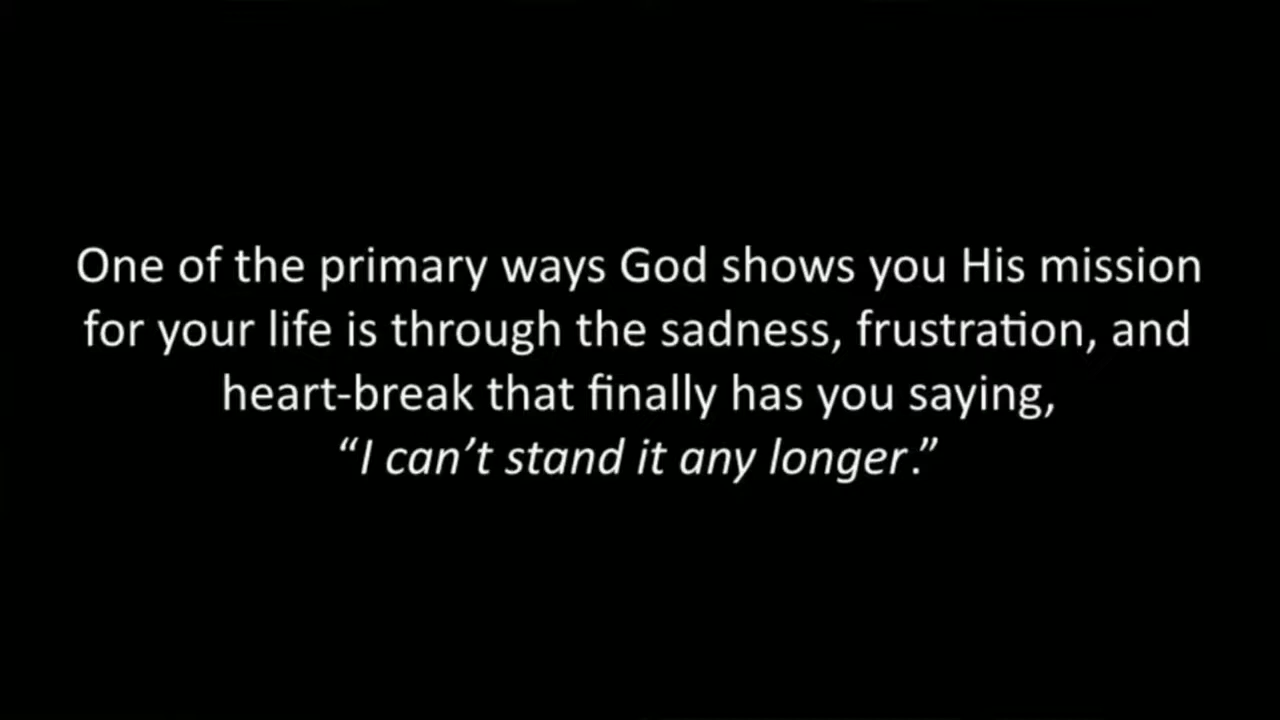 One of the primary ways God shows you His mission
for your life is through the sadness, frustration, and
heart-break that finally has you saying,
“I can’t stand it any longer.”